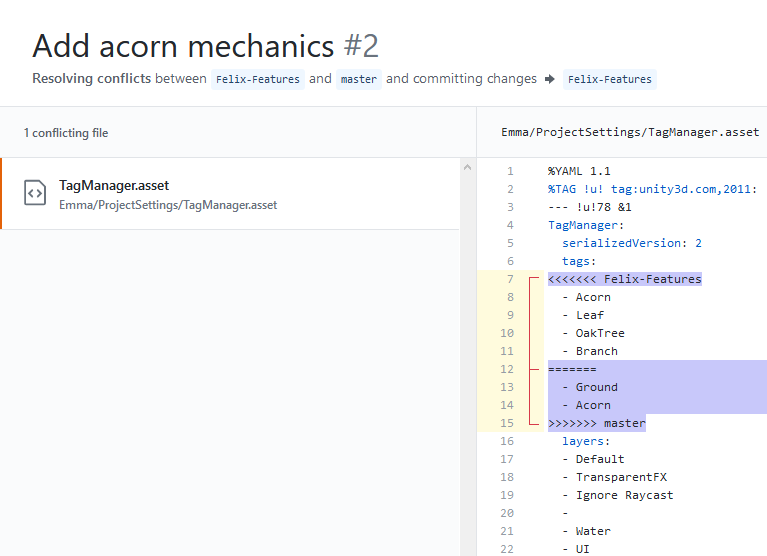 Add acorn mechanics #2
Resolving conflicts between Felix-Features and master and committing changes → Felix-Features
1 conflicting file
TagManager.asset
Emma/ProjectSettings/TagManager.asset
Emma/ProjectSettings/TagManager.asset
1 %YAML 1.1
2 %TAG !u! tag:unity3d.com,2011:
3 --- !u!78 &1
4 TagManager:
5 serializedVersion: 2
6 tags:
7 <<<<<<< Felix-Features
8 - Acorn
9 - Leaf
10 - OakTree
11 - Branch
12 =======
13 - Ground
14 - Acorn
15 >>>>>>> master
16 layers:
17 - Default
18 - TransparentFX
19 - Ignore Raycast
20 -
21 - Water
22 - UI